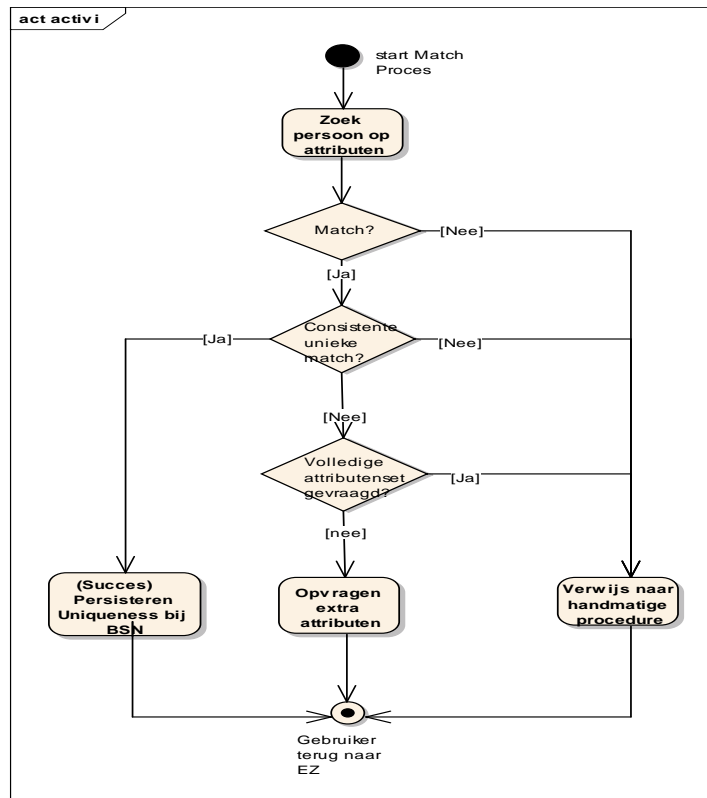 act activi
start Match
Proces
Zoek
persoon op
attributen
Match?
[Nee]
[Ja]
Consistente
unieke
match?
[Ja]
[Nee]
[Nee]
Volledige
attributenset
gevraagd?
[Ja]
[nee]
(Succes)
Persisteren
Uniqueness bij
BSN
Opvragen
extra
attributen
Verwijs naar
handmatige
procedure
Gebruiker
terug naar
EZ